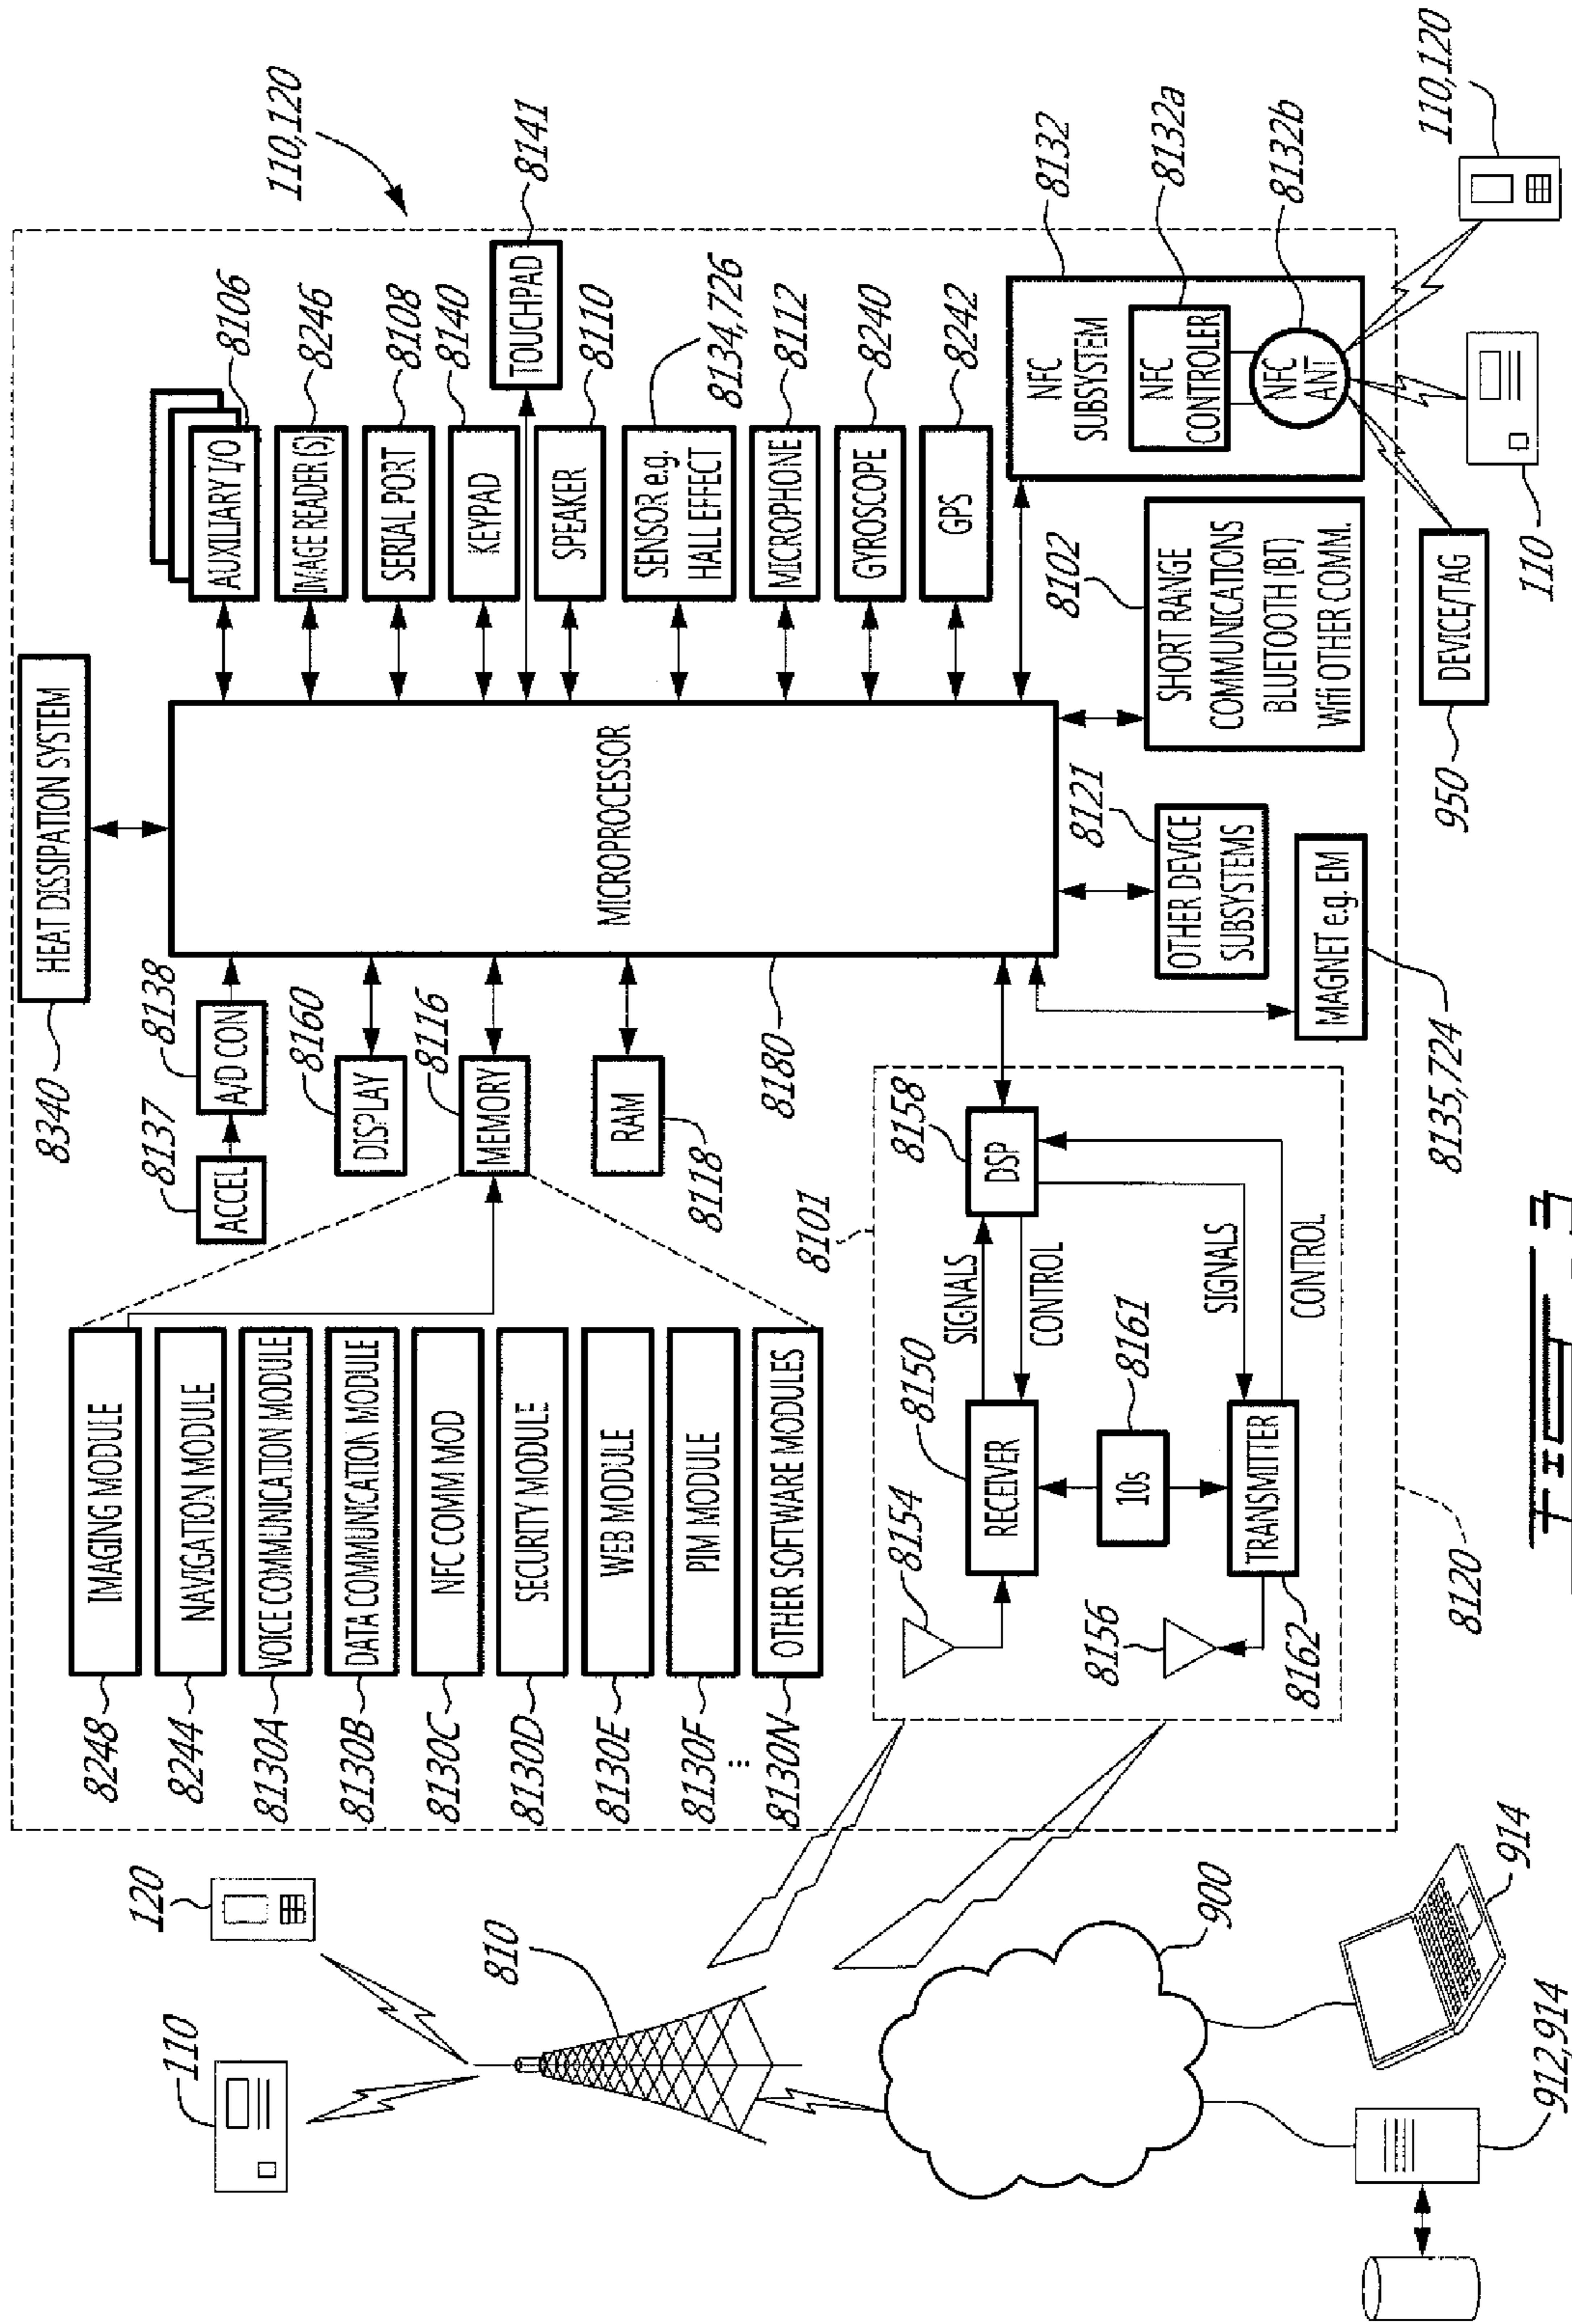 110
120
810
900
912,914
914
8248
IMAGING MODULE
8244
NAVIGATION MODULE
8130A
VOICE COMMUNICATION MODULE
8130B
DATA COMMUNICATION MODULE
8130C
NFC COMM MOD
8130D
SECURITY MODULE
8130E
WEB MODULE
8130F
PIM MODULE
...
8130N
OTHER SOFTWARE MODULES
8340
HEAT DISSIPATION SYSTEM
8137
ACCEL
8138
A/D CON
8160
DISPLAY
8116
MEMORY
RAM
8118
8180
MICROPROCESSOR
8101
8154
8150
RECEIVER
SIGNALS
CONTROL
8158
DSP
8161
10s
8156
8162
TRANSMITTER
SIGNALS
CONTROL
8120
AUXILIARY I/O
8106
IMAGE READER (S)
8246
SERIAL PORT
8108
KEYPAD
8140
TOUCHPAD
8141
SPEAKER
8110
SENSOR e.g.
HALL EFFECT
8134,726
MICROPHONE
8112
GYROSCOPE
8240
GPS
8242
110,120
NFC
SUBSYSTEM
8132
NFC
CONTROLER
8132a
NFC
ANT
8132b
8102
SHORT RANGE
COMMUNICATIONS
BLUETOOTH (BT)
Wifi OTHER COMM.
8121
OTHER DEVICE
SUBSYSTEMS
MAGNET e.g. EM
8135,724
DEVICE/TAG
950
110
110,120